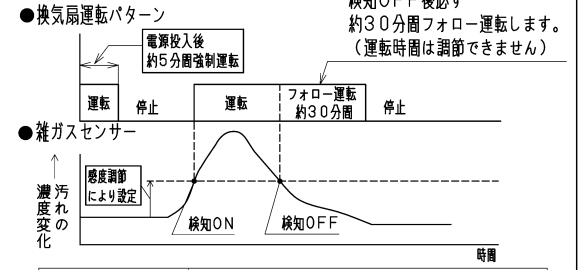 ●換気扇運転パターン
検知OFF後必ず
約30分間フォロー運転します。
(運転時間は調節できません)
電源投入後
約5分間強制運転
運転
停止
運転
フォロー運転
約30分間
停止
●雑ガスセンサー
汚れの
濃度変化
感度調節
により設定
検知ON
検知OFF
時間